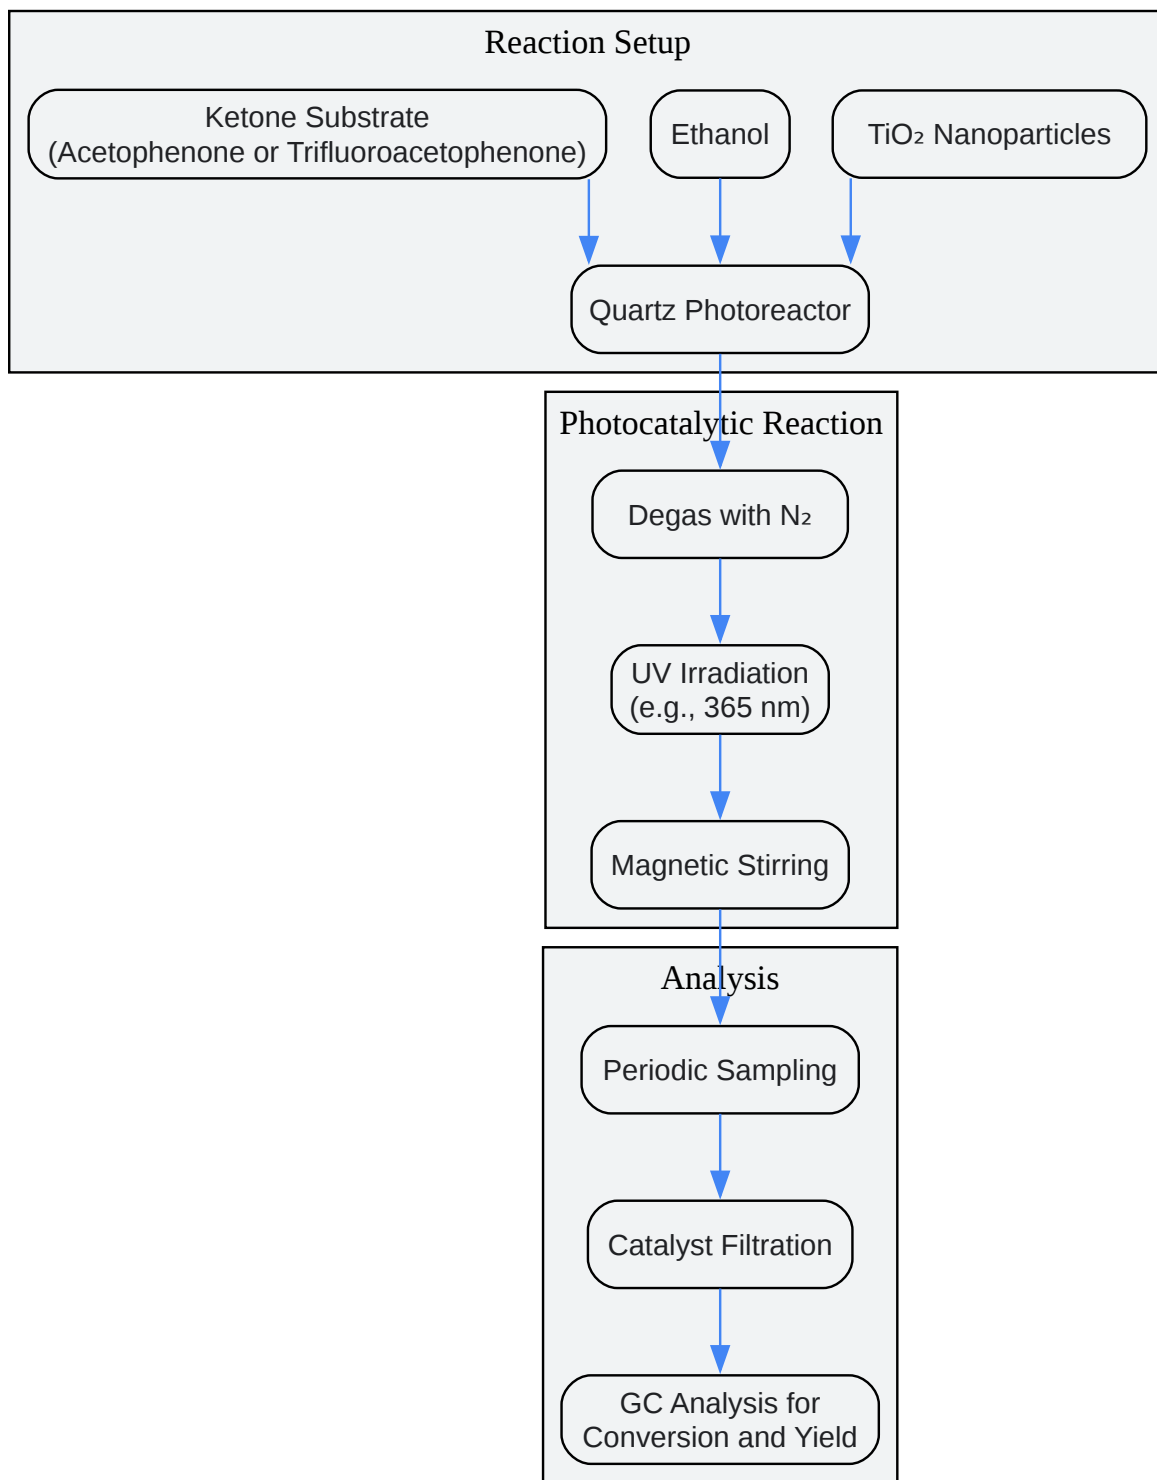 Reaction Setup
Ketone Substrate
(Acetophenone or Trifluoroacetophenone)
Ethanol
TiO₂ Nanoparticles
Quartz Photoreactor
Photocatalytic Reaction
Degas with N₂
UV Irradiation
(e.g., 365 nm)
Magnetic Stirring
Analysis
Periodic Sampling
Catalyst Filtration
GC Analysis for
Conversion and Yield